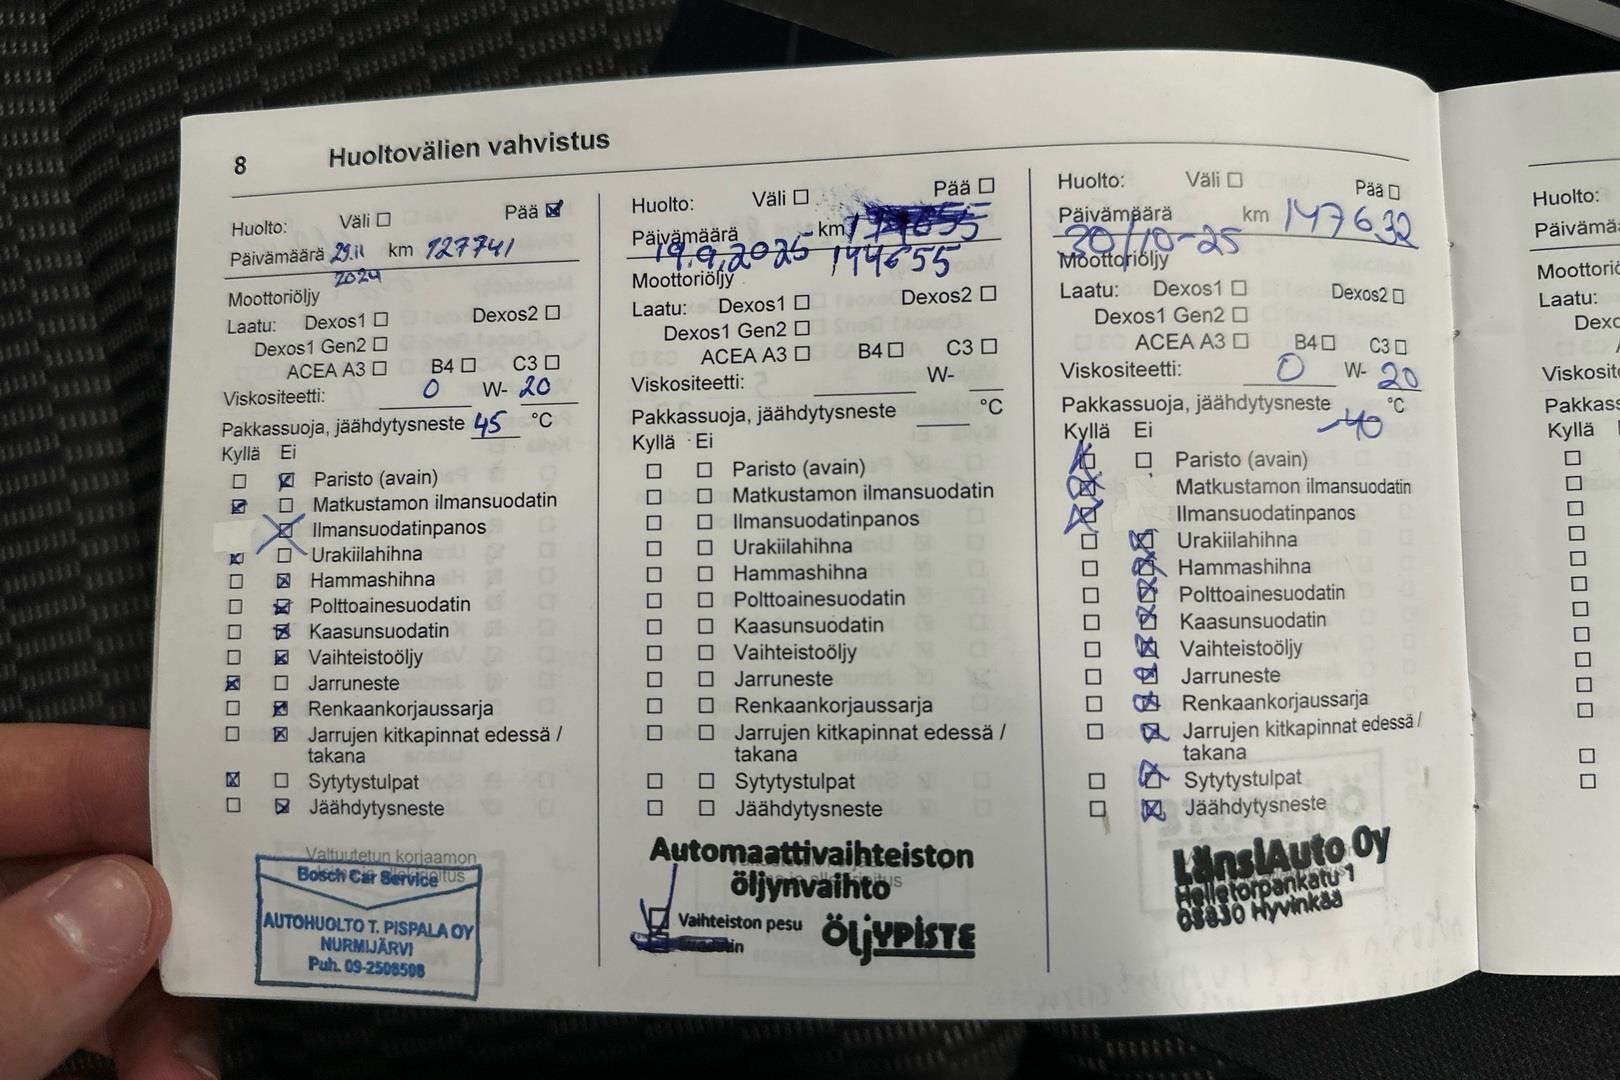 8 Huoltovälien vahvistus
Huolto: Väli ☐ Pää ☒
Päivämäärä 29.11 km 127741
2024
Moottoriöljy
Laatu: Dexos1 ☐ Dexos2 ☐
Dexos1 Gen2 ☐
ACEA A3 ☐ B4 ☐ C3 ☐
Viskositeetti: 0 W- 20
Pakkassuoja, jäähdytysneste 45 °C
Kyllä Ei
☐ ☒ Paristo (avain)
☒ ☐ Matkustamon ilmansuodatin
☒ Ilmansuodatinpanos
☒ ☐ Urakiilahihna
☐ ☒ Hammashihna
☐ ☒ Polttoainesuodatin
☐ ☒ Kaasunsuodatin
☐ ☒ Vaihteistoöljy
☒ ☐ Jarruneste
☐ ☒ Renkaankorjaussarja
☐ ☒ Jarrujen kitkapinnat edessä /
takana
☒ ☐ Sytytystulpat
☐ ☒ Jäähdytysneste
Valtuutetun korjaamon
Bosch Car Service
AUTOHUOLTO T. PISPALA OY
NURMIJÄRVI
Puh. 09-2508508
Huolto: Väli ☐ Pää ☐
Päivämäärä km
19.9.2025 144655
Moottoriöljy
Laatu: Dexos1 ☐ Dexos2 ☐
Dexos1 Gen2 ☐
ACEA A3 ☐ B4 ☐ C3 ☐
Viskositeetti: W-
Pakkassuoja, jäähdytysneste °C
Kyllä Ei
☐ ☐ Paristo (avain)
☐ ☐ Matkustamon ilmansuodatin
☐ ☐ Ilmansuodatinpanos
☐ ☐ Urakiilahihna
☐ ☐ Hammashihna
☐ ☐ Polttoainesuodatin
☐ ☐ Kaasunsuodatin
☐ ☐ Vaihteistoöljy
☐ ☐ Jarruneste
☐ ☐ Renkaankorjaussarja
☐ ☐ Jarrujen kitkapinnat edessä /
takana
☐ ☐ Sytytystulpat
☐ ☐ Jäähdytysneste
Automaattivaihteiston
öljynvaihto
Vaihteiston pesu
ÖLJYPISTE
Huolto: Väli ☐ Pää ☐
Päivämäärä km 147632
30/10-25
Moottoriöljy
Laatu: Dexos1 ☐ Dexos2 ☐
Dexos1 Gen2 ☐
ACEA A3 ☐ B4 ☐ C3 ☐
Viskositeetti: 0 W- 20
Pakkassuoja, jäähdytysneste °C
-40
Kyllä Ei
☒ ☐ Paristo (avain)
☒ Matkustamon ilmansuodatin
☒ Ilmansuodatinpanos
☐ ☒ Urakiilahihna
☐ ☒ Hammashihna
☐ ☒ Polttoainesuodatin
☐ ☒ Kaasunsuodatin
☐ ☒ Vaihteistoöljy
☐ ☒ Jarruneste
☐ ☒ Renkaankorjaussarja
☐ ☒ Jarrujen kitkapinnat edessä /
takana
☐ ☒ Sytytystulpat
☐ ☒ Jäähdytysneste
LänsiAuto Oy
Helletorpankatu 1
05830 Hyvinkää
Huolto:
Päivämää
Moottoriö
Laatu:
Dexo
Viskosite
Pakkass
Kyllä